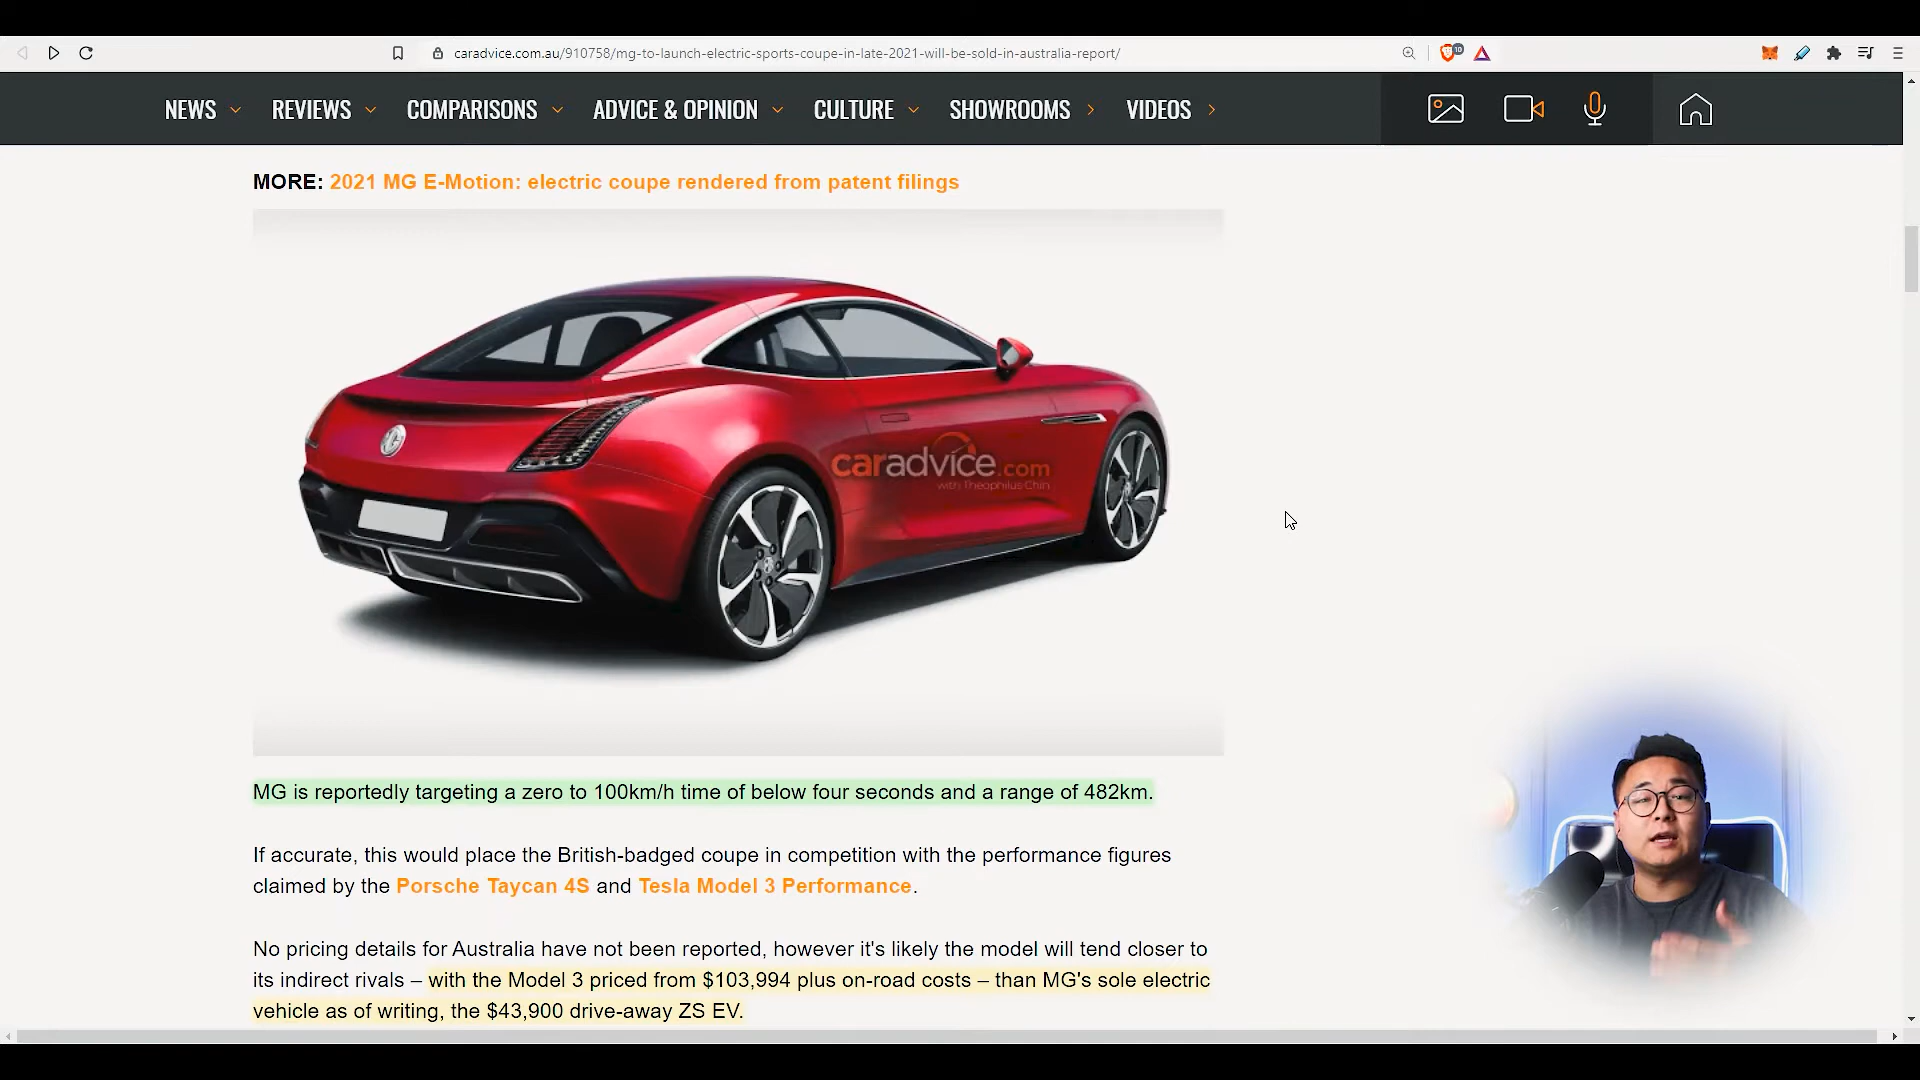 caradvice.com.au/910758/mg-to-launch-electric-sports-coupe-in-late-2021-will-be-sold-in-australia-report/
10
NEWS REVIEWS COMPARISONS ADVICE & OPINION CULTURE SHOWROOMS VIDEOS
MORE: 2021 MG E-Motion: electric coupe rendered from patent filings
caradvice.com
with Theophilus Chin
MG is reportedly targeting a zero to 100km/h time of below four seconds and a range of 482km.
If accurate, this would place the British-badged coupe in competition with the performance figures
claimed by the Porsche Taycan 4S and Tesla Model 3 Performance.
No pricing details for Australia have not been reported, however it's likely the model will tend closer to
its indirect rivals – with the Model 3 priced from $103,994 plus on-road costs – than MG's sole electric
vehicle as of writing, the $43,900 drive-away ZS EV.